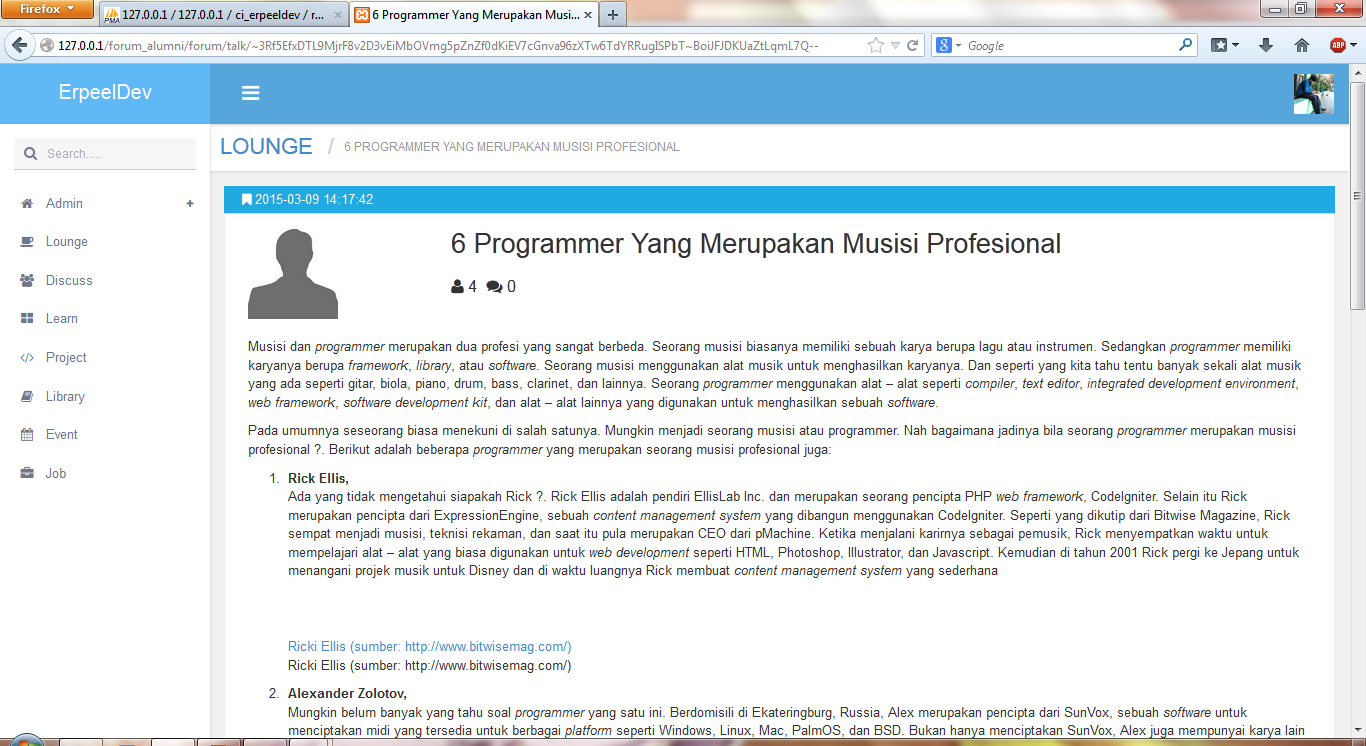 Firefox
PMA 127.0.0.1 / 127.0.0.1 / ci_erpeeldev / r...
6 Programmer Yang Merupakan Musi...
127.0.0.1/forum_alumni/forum/talk/~3Rf5EfxDTL9MjrF8v2D3vEiMbOVmg5pZnZf0dKiEV7cGnva96zXTw6TdYRRugISPbT~BoiJFJDKUaZtLqmL7Q--
8 Google
ABP
ErpeelDev
Search.....
LOUNGE / 6 PROGRAMMER YANG MERUPAKAN MUSISI PROFESIONAL
Admin +
Lounge
Discuss
Learn
Project
Library
Event
Job
2015-03-09 14:17:42
6 Programmer Yang Merupakan Musisi Profesional
4 0
Musisi dan programmer merupakan dua profesi yang sangat berbeda. Seorang musisi biasanya memiliki sebuah karya berupa lagu atau instrumen. Sedangkan programmer memiliki
karyanya berupa framework, library, atau software. Seorang musisi menggunakan alat musik untuk menghasilkan karyanya. Dan seperti yang kita tahu tentu banyak sekali alat musik
yang ada seperti gitar, biola, piano, drum, bass, clarinet, dan lainnya. Seorang programmer menggunakan alat – alat seperti compiler, text editor, integrated development environment,
web framework, software development kit, dan alat – alat lainnya yang digunakan untuk menghasilkan sebuah software.
Pada umumnya seseorang biasa menekuni di salah satunya. Mungkin menjadi seorang musisi atau programmer. Nah bagaimana jadinya bila seorang programmer merupakan musisi
profesional ?. Berikut adalah beberapa programmer yang merupakan seorang musisi profesional juga:
1. Rick Ellis,
Ada yang tidak mengetahui siapakah Rick ?. Rick Ellis adalah pendiri EllisLab Inc. dan merupakan seorang pencipta PHP web framework, CodeIgniter. Selain itu Rick
merupakan pencipta dari ExpressionEngine, sebuah content management system yang dibangun menggunakan CodeIgniter. Seperti yang dikutip dari Bitwise Magazine, Rick
sempat menjadi musisi, teknisi rekaman, dan saat itu pula merupakan CEO dari pMachine. Ketika menjalani karirnya sebagai pemusik, Rick menyempatkan waktu untuk
mempelajari alat – alat yang biasa digunakan untuk web development seperti HTML, Photoshop, Illustrator, dan Javascript. Kemudian di tahun 2001 Rick pergi ke Jepang untuk
menangani projek musik untuk Disney dan di waktu luangnya Rick membuat content management system yang sederhana
Ricki Ellis (sumber: http://www.bitwisemag.com/)
Ricki Ellis (sumber: http://www.bitwisemag.com/)
2. Alexander Zolotov,
Mungkin belum banyak yang tahu soal programmer yang satu ini. Berdomisili di Ekateringburg, Russia, Alex merupakan pencipta dari SunVox, sebuah software untuk
menciptakan midi yang tersedia untuk berbagai platform seperti Windows, Linux, Mac, PalmOS, dan BSD. Bukan hanya menciptakan SunVox, Alex juga mempunyai karya lain